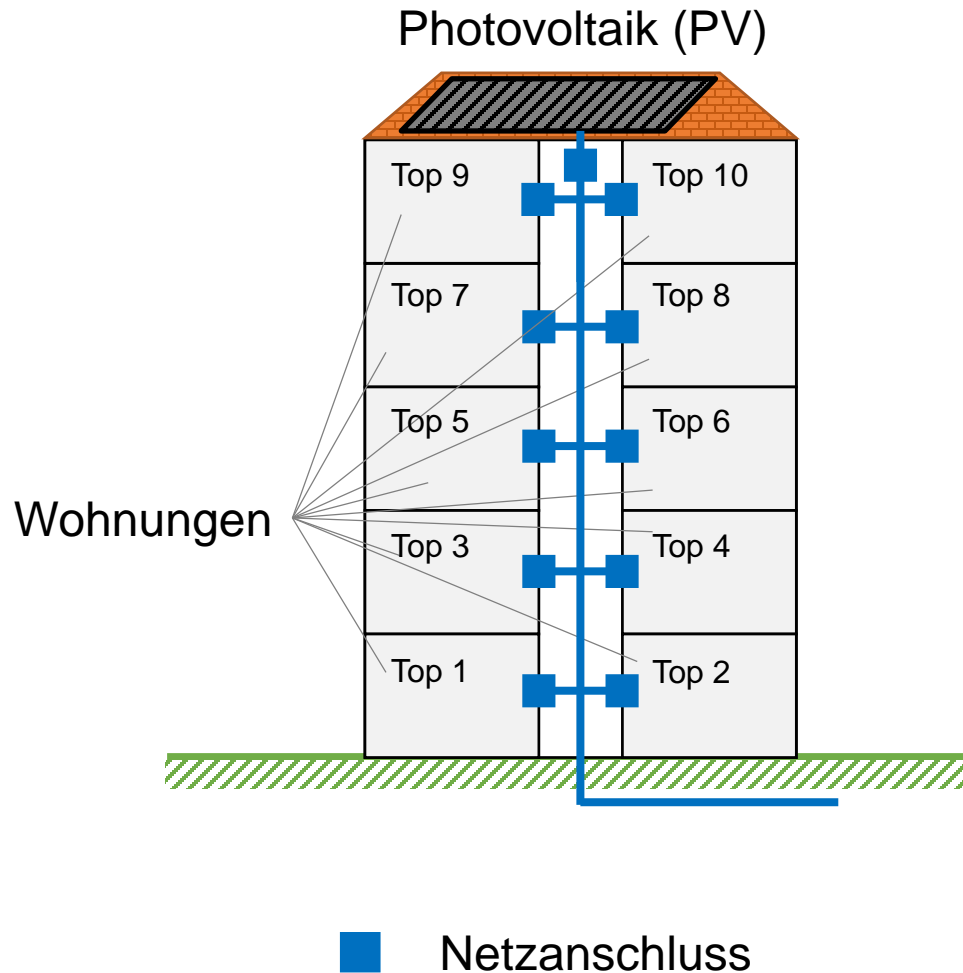 Photovoltaik (PV)
Top 9
Top 10
Top 7
Top 8
Top 5
Top 6
Wohnungen
Top 3
Top 4
Top 1
Top 2
Netzanschluss